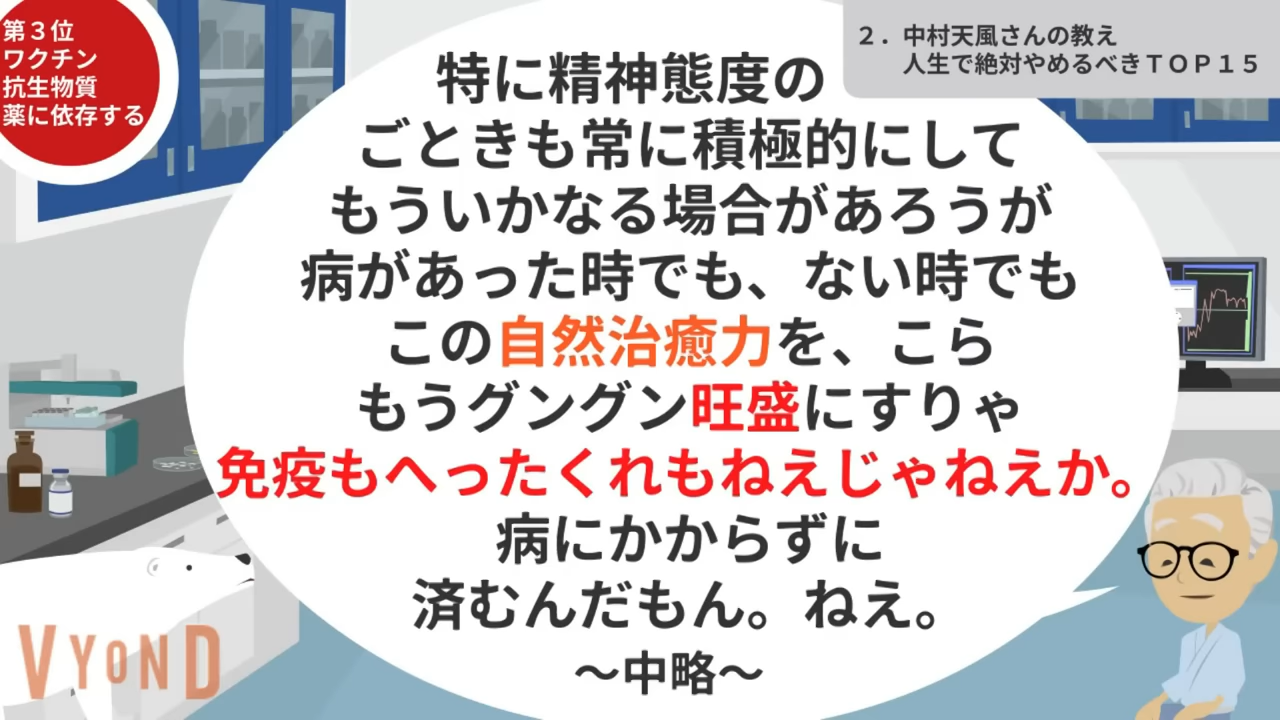 第３位
ワクチン
抗生物質
薬に依存する
２．中村天風さんの教え
人生で絶対やめるべきＴＯＰ１５
特に精神態度の
ごときも常に積極的にして
もういかなる場合があろうが
病があった時でも、ない時でも
この自然治癒力を、こら
もうグングン旺盛にすりゃ
免疫もへったくれもねえじゃねえか。
病にかからずに
済むんだもん。ねえ。
～中略～
VYOND